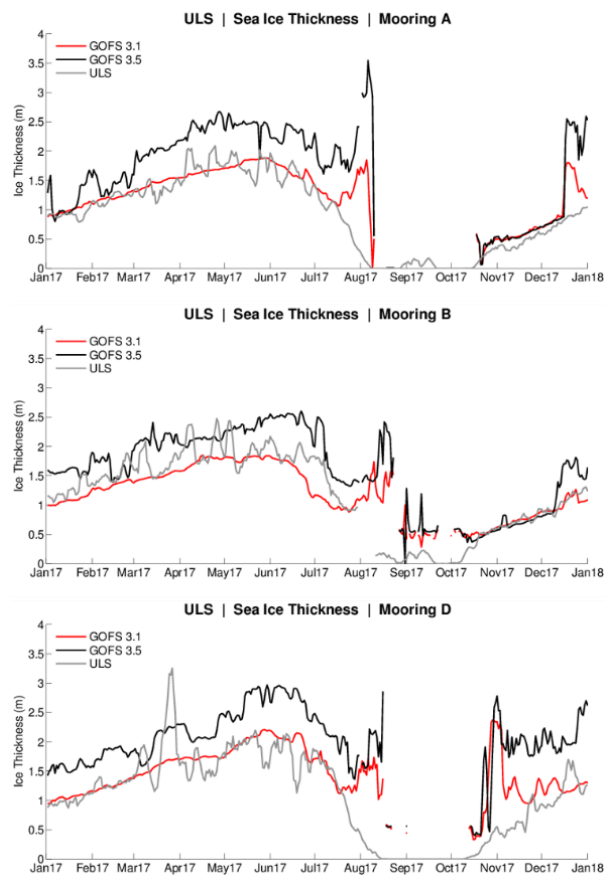 ULS | Sea Ice Thickness | Mooring A
4
3.5
3
2.5
2
1.5
1
0.5
0
Ice Thickness (m)
GOFS 3.1
GOFS 3.5
ULS
Jan17 Feb17 Mar17 Apr17 May17 Jun17 Jul17 Aug17 Sep17 Oct17 Nov17 Dec17 Jan18
ULS | Sea Ice Thickness | Mooring B
4
3.5
3
2.5
2
1.5
1
0.5
0
Ice Thickness (m)
GOFS 3.1
GOFS 3.5
ULS
Jan17 Feb17 Mar17 Apr17 May17 Jun17 Jul17 Aug17 Sep17 Oct17 Nov17 Dec17 Jan18
ULS | Sea Ice Thickness | Mooring D
4
3.5
3
2.5
2
1.5
1
0.5
0
Ice Thickness (m)
GOFS 3.1
GOFS 3.5
ULS
Jan17 Feb17 Mar17 Apr17 May17 Jun17 Jul17 Aug17 Sep17 Oct17 Nov17 Dec17 Jan18